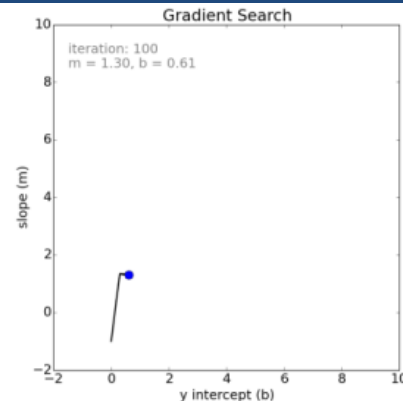 Gradient Search
10
iteration: 100
m = 1.30, b = 0.61
8
6
slope (m)
4
2
0
−2
−2 0 2 4 6 8 10
y intercept (b)